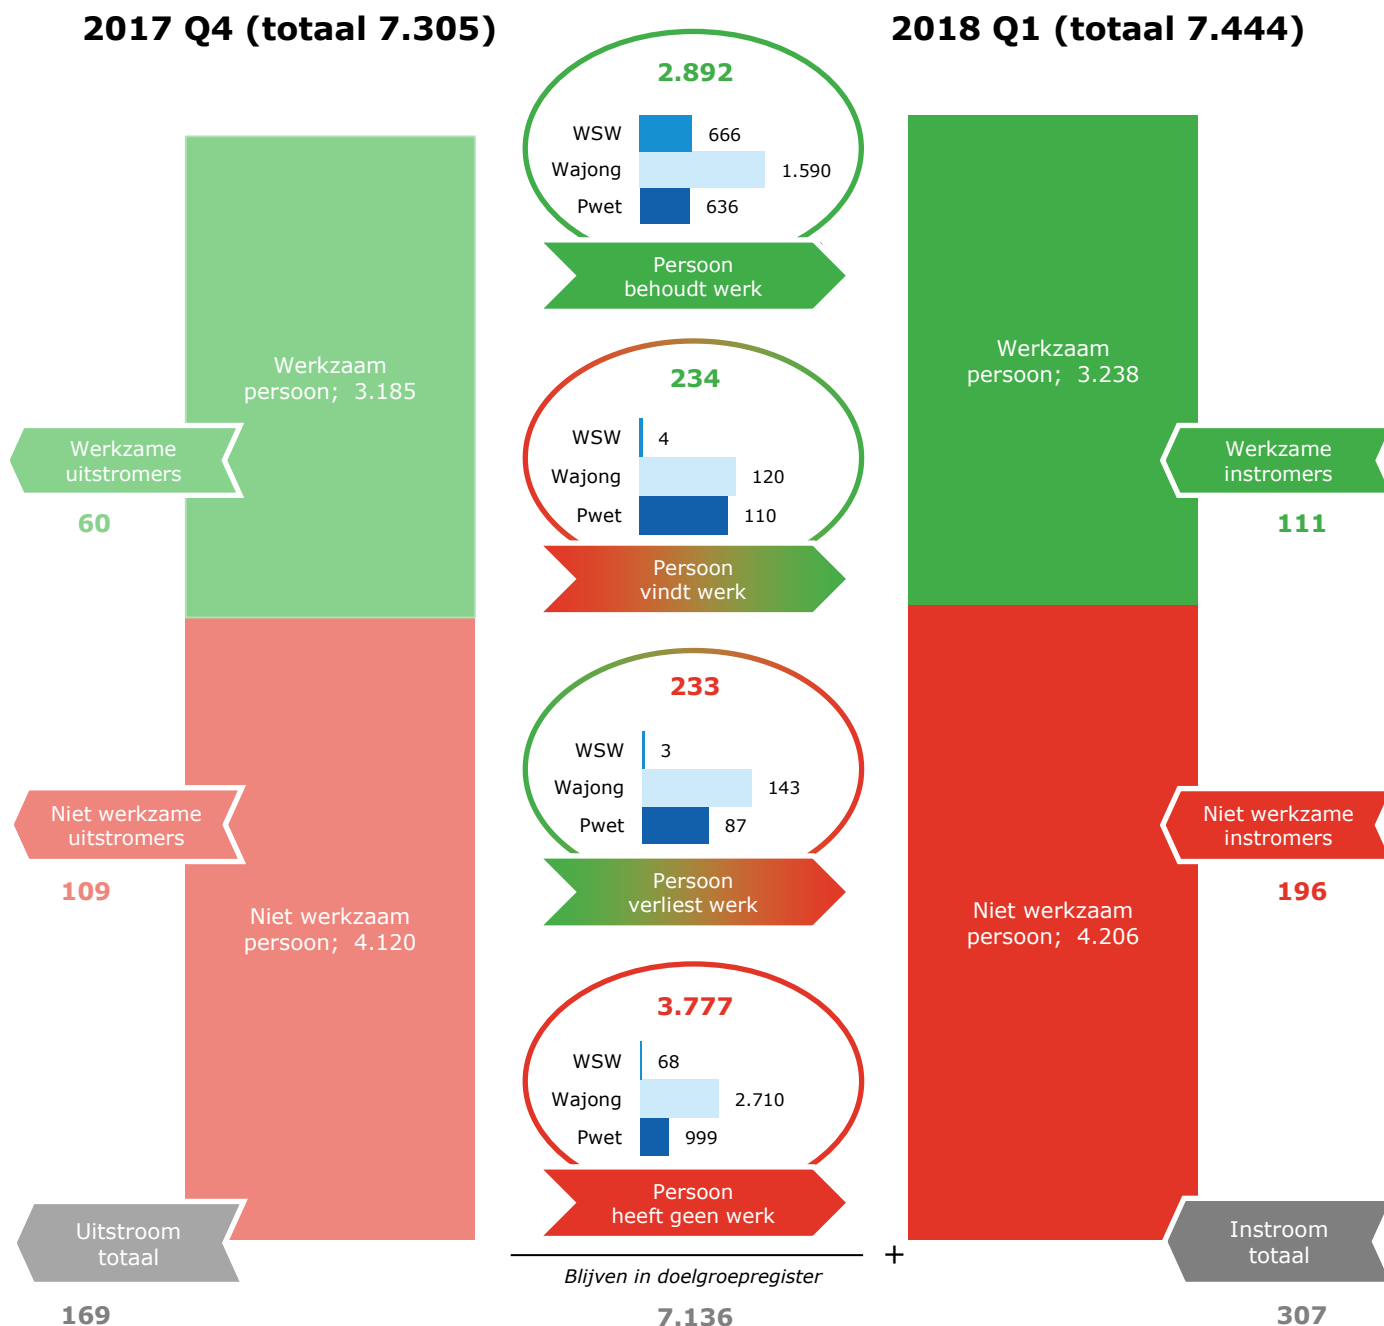 2017 Q4 (totaal 7.305)
2018 Q1 (totaal 7.444)
2.892
WSW 666
Wajong 1.590
Pwet 636
Persoon
behoudt werk
Werkzaam
persoon; 3.185
Werkzaam
persoon; 3.238
234
WSW 4
Wajong 120
Pwet 110
Persoon
vindt werk
Werkzame
uitstromers
60
Werkzame
instromers
111
233
WSW 3
Wajong 143
Pwet 87
Persoon
verliest werk
Niet werkzame
uitstromers
109
Niet werkzame
instromers
196
Niet werkzaam
persoon; 4.120
Niet werkzaam
persoon; 4.206
3.777
WSW 68
Wajong 2.710
Pwet 999
Persoon
heeft geen werk
Uitstroom
totaal
169
+
Blijven in doelgroepregister
7.136
Instroom
totaal
307